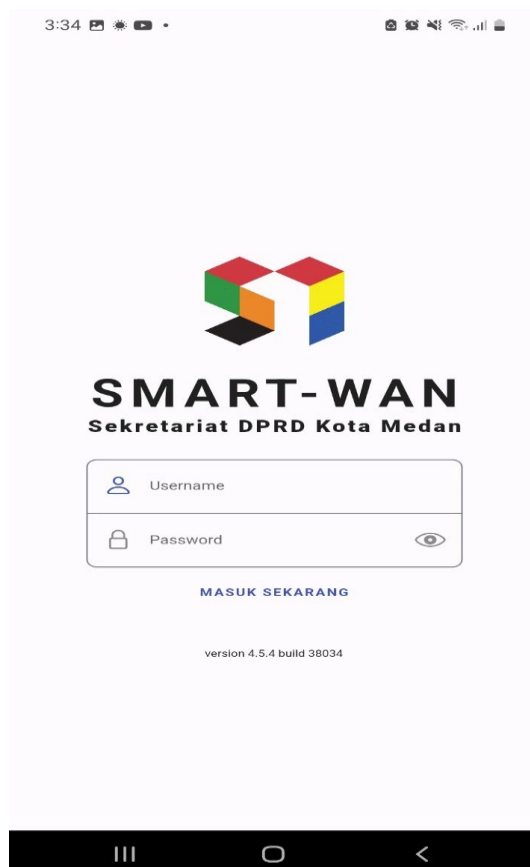 3:34
SMART-WAN
Sekretariat DPRD Kota Medan
Username
Password
MASUK SEKARANG
version 4.5.4 build 38034